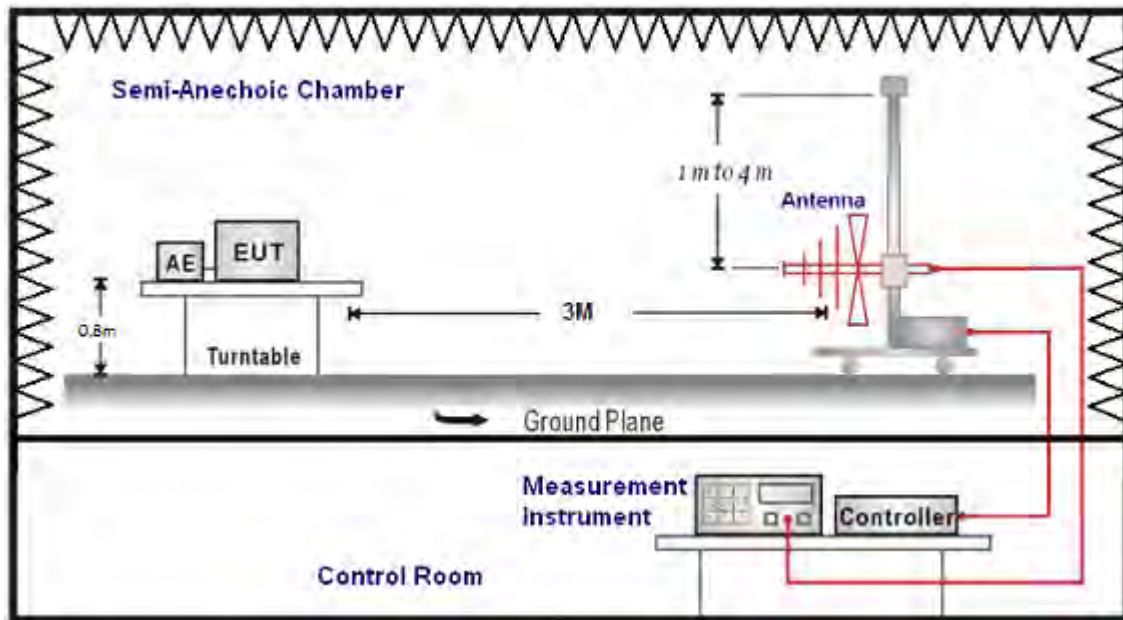 Semi-Anechoic Chamber
1 m to 4 m
Antenna
AE
EUT
0.8m
3M
Turntable
Ground Plane
Measurement
Instrument
Controller
Control Room